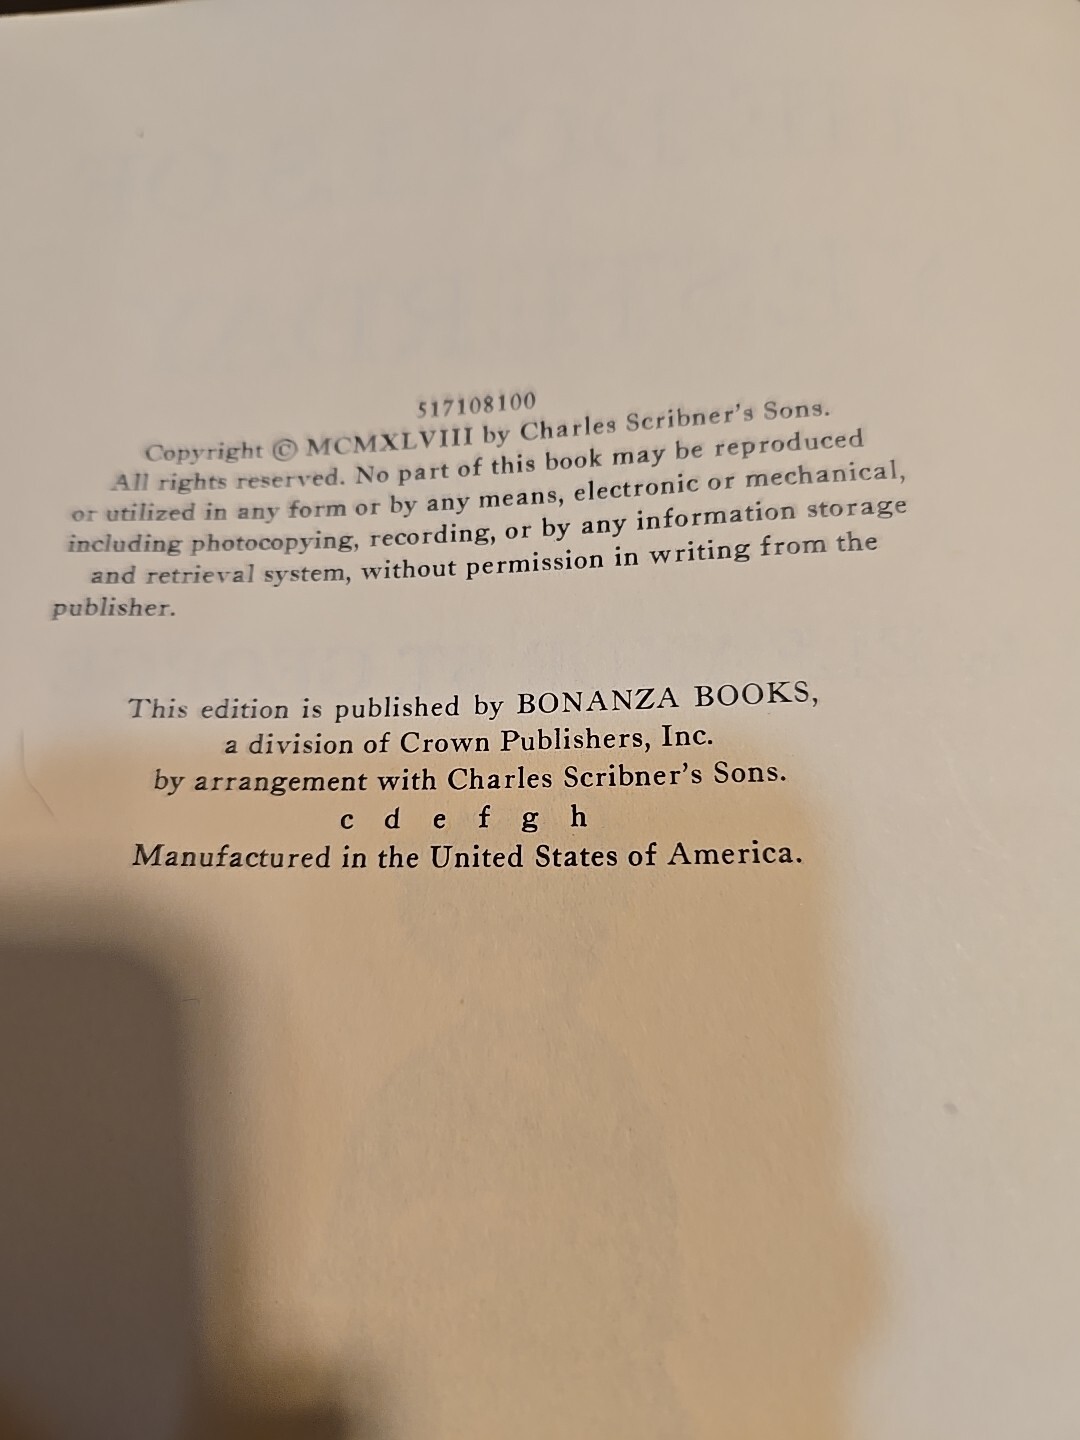 517108100
Copyright © MCMXLVIII by Charles Scribner's Sons.
All rights reserved. No part of this book may be reproduced
or utilized in any form or by any means, electronic or mechanical,
including photocopying, recording, or by any information storage
and retrieval system, without permission in writing from the
publisher.
This edition is published by BONANZA BOOKS,
a division of Crown Publishers, Inc.
by arrangement with Charles Scribner's Sons.
c d e f g h
Manufactured in the United States of America.